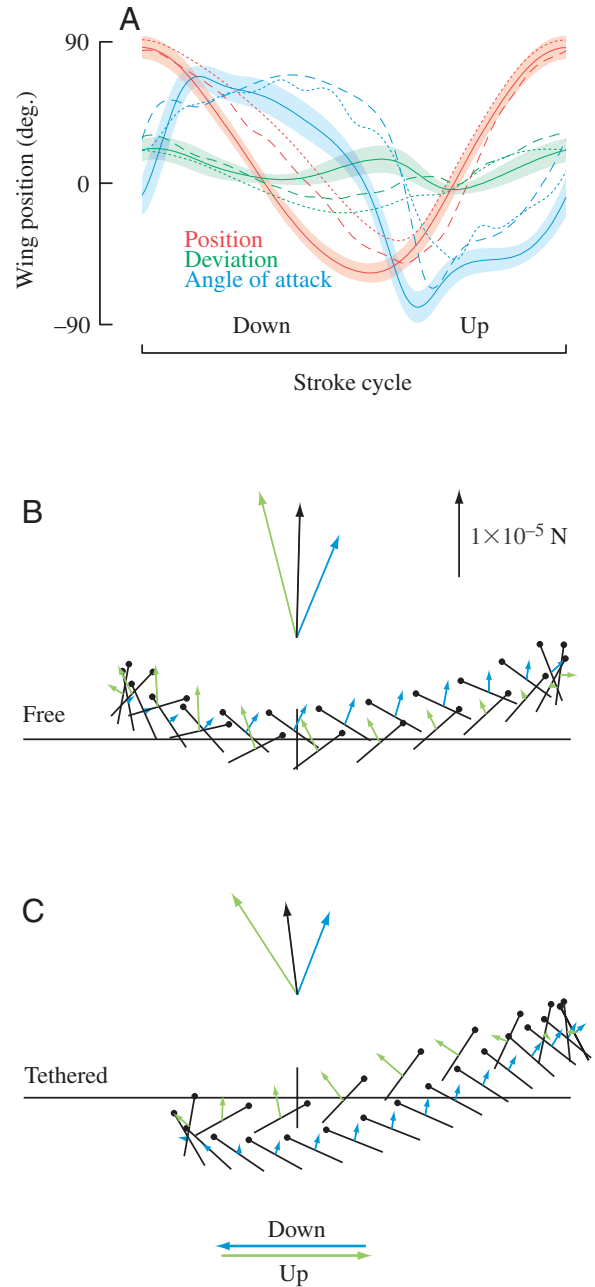 A
90
0
–90
Wing position (deg.)
Position
Deviation
Angle of attack
Down
Up
Stroke cycle
B
1×10⁻⁵ N
Free
C
Tethered
Down
Up